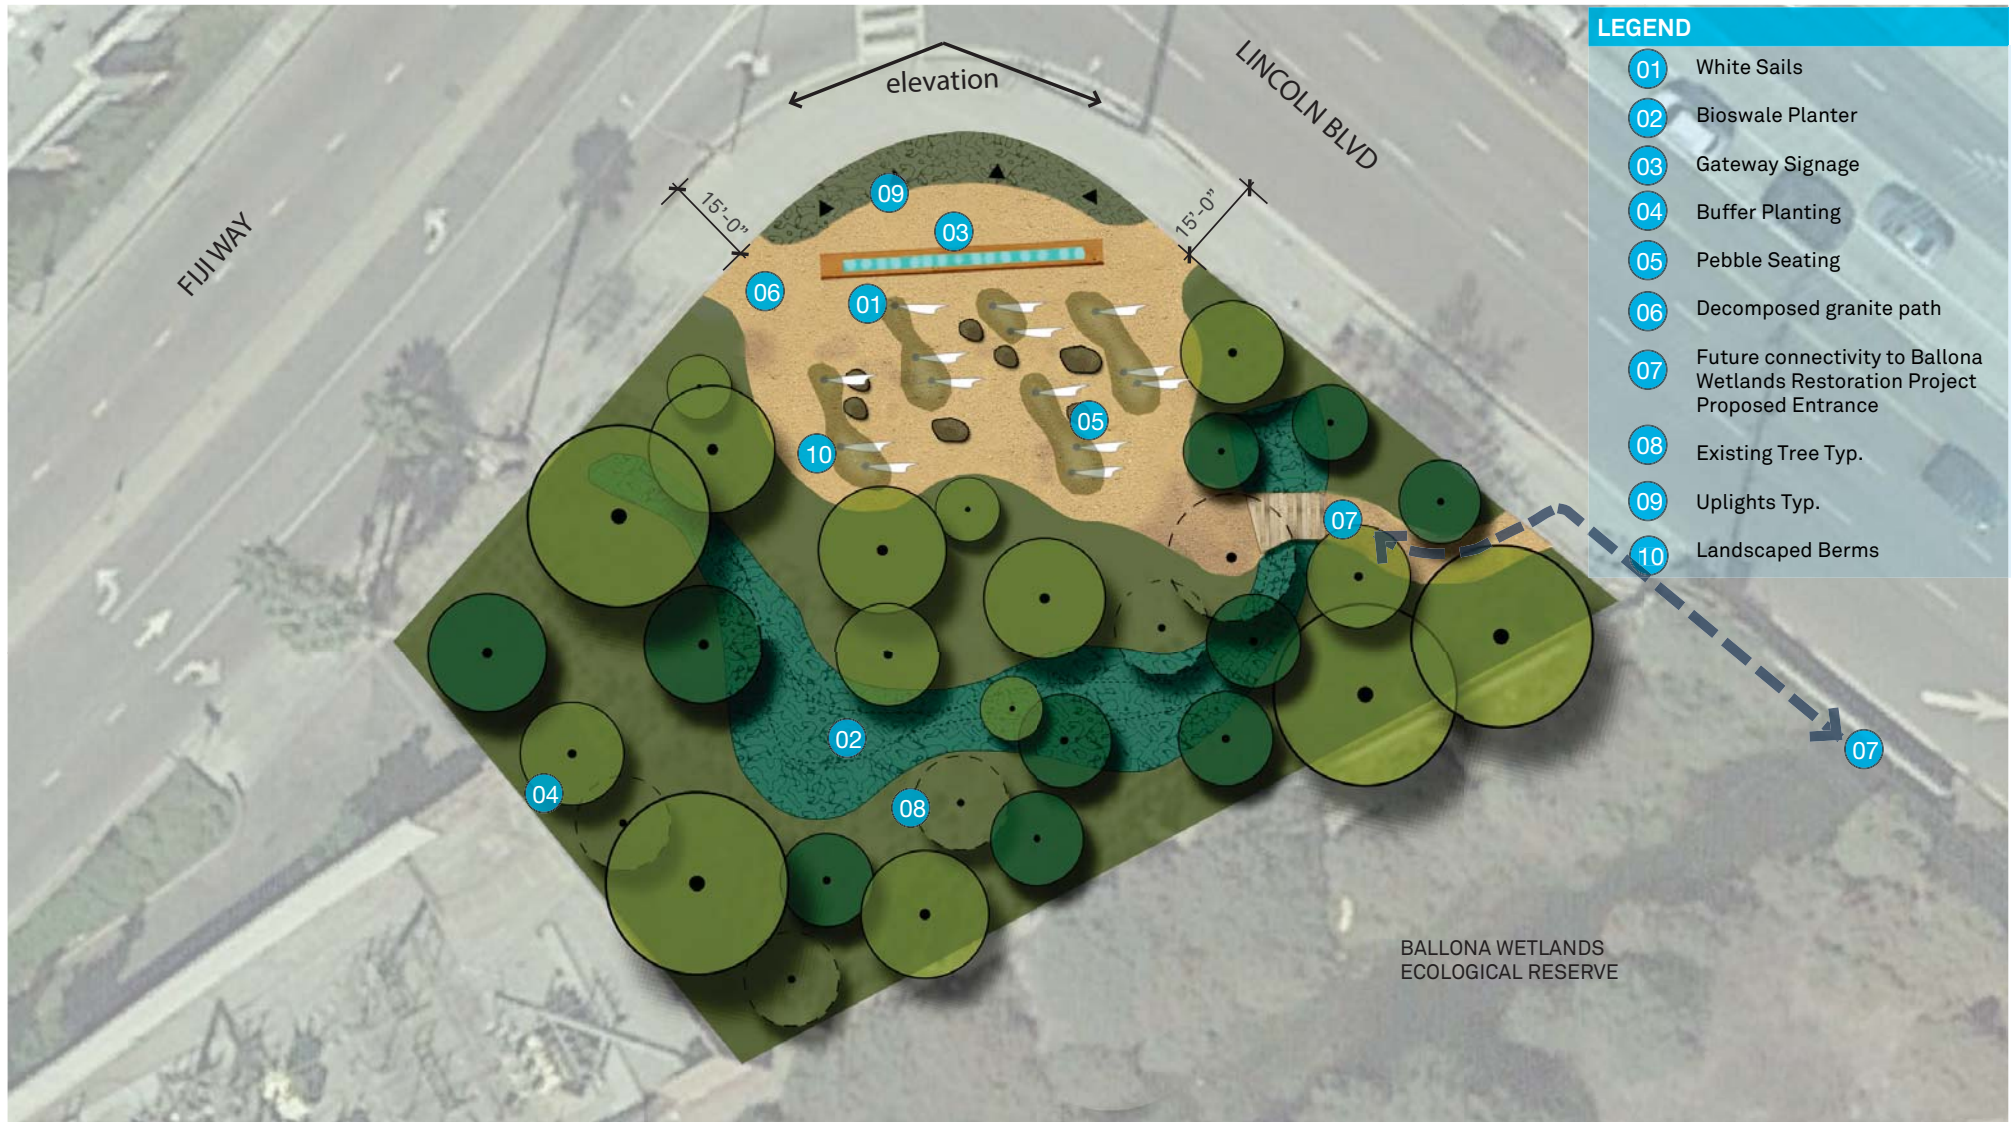 elevation
LINCOLN BLVD
FIJI WAY
15'-0"
15'-0"
09
03
06
01
05
10
07
02
04
08
07
BALLONA WETLANDS
ECOLOGICAL RESERVE
LEGEND
01 White Sails
02 Bioswale Planter
03 Gateway Signage
04 Buffer Planting
05 Pebble Seating
06 Decomposed granite path
07 Future connectivity to Ballona
Wetlands Restoration Project
Proposed Entrance
08 Existing Tree Typ.
09 Uplights Typ.
10 Landscaped Berms